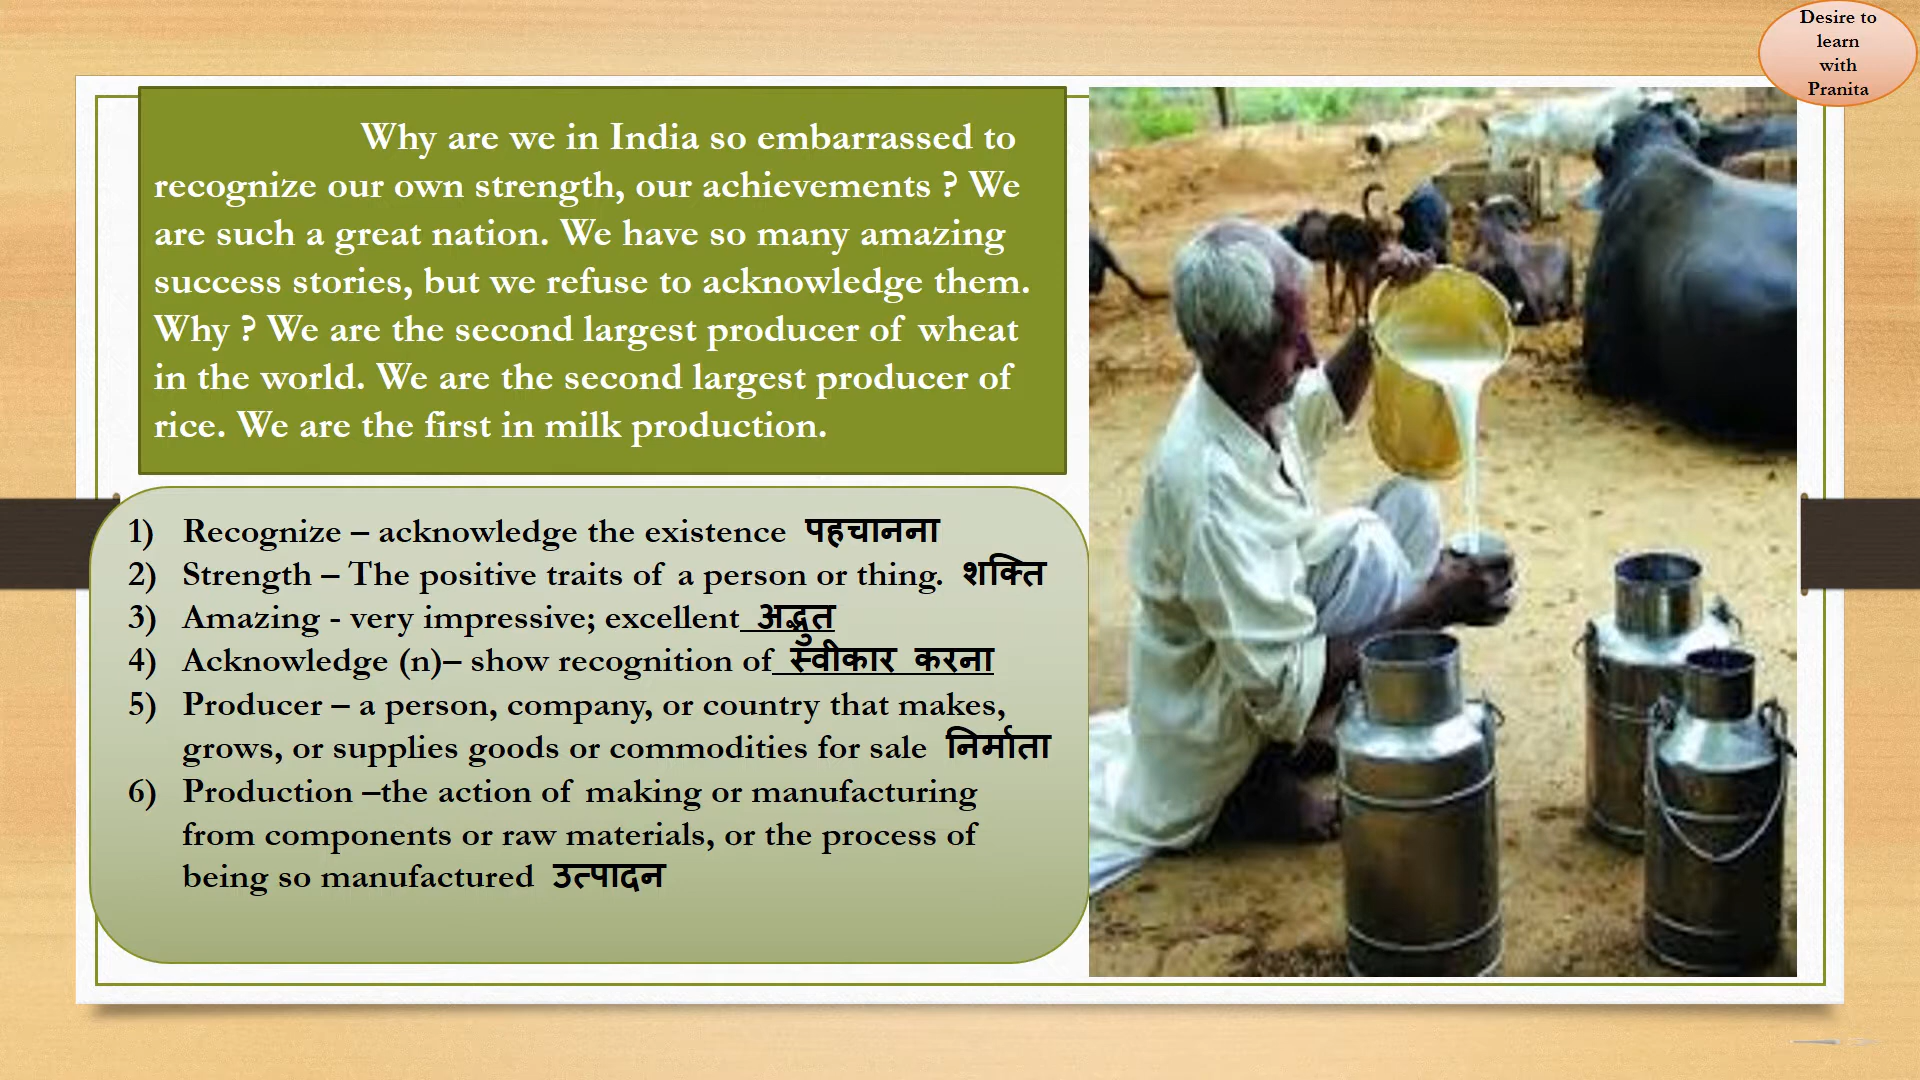 Desire to
learn
with
Pranita
Why are we in India so embarrassed to
recognize our own strength, our achievements ? We
are such a great nation. We have so many amazing
success stories, but we refuse to acknowledge them.
Why ? We are the second largest producer of wheat
in the world. We are the second largest producer of
rice. We are the first in milk production.
1) Recognize – acknowledge the existence पहचानना
2) Strength – The positive traits of a person or thing. शक्ति
3) Amazing - very impressive; excellent अद्भुत
4) Acknowledge (n)– show recognition of स्वीकार करना
5) Producer – a person, company, or country that makes,
grows, or supplies goods or commodities for sale निर्माता
6) Production –the action of making or manufacturing
from components or raw materials, or the process of
being so manufactured उत्पादन